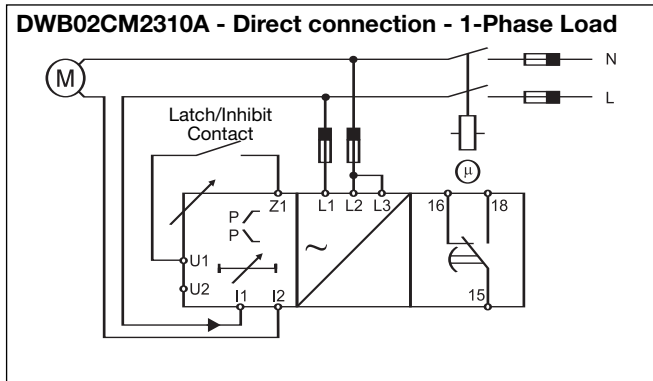 DWB02CM2310A - Direct connection - 1-Phase Load
N
M
L
Latch/Inhibit
Contact
µ
Z1 L1 L2 L3 16 18
P
P
~
U1
U2 I1 I2 15